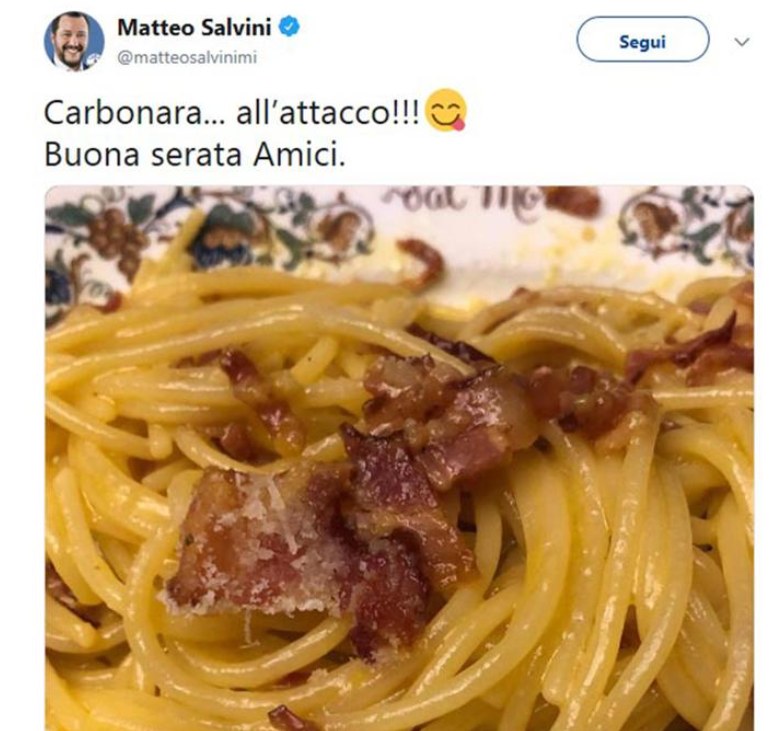 Matteo Salvini
@matteosalvinimi
Segui
Carbonara... all'attacco!!!😋
Buona serata Amici.